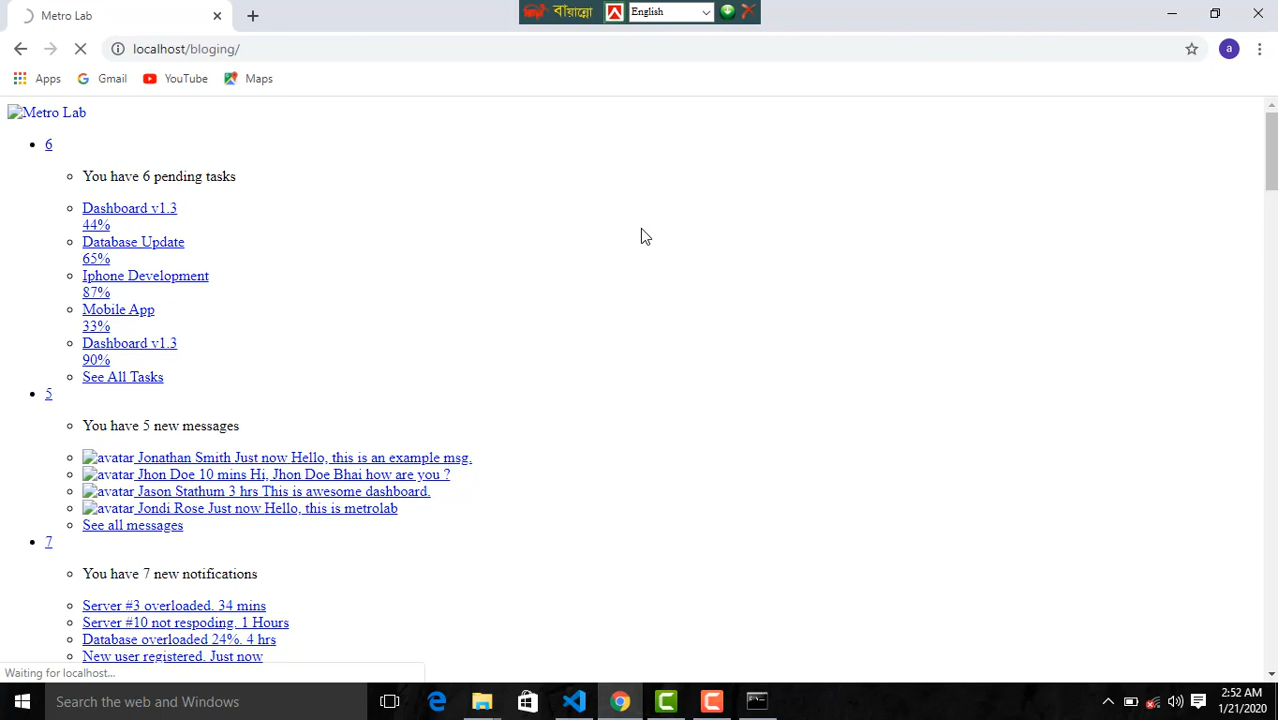 Metro Lab
বায়ান্নো
English
localhost/bloging/
a
Apps
Gmail
YouTube
Maps
Metro Lab
6
You have 6 pending tasks
Dashboard v1.3
44%
Database Update
65%
Iphone Development
87%
Mobile App
33%
Dashboard v1.3
90%
See All Tasks
5
You have 5 new messages
avatar Jonathan Smith Just now Hello, this is an example msg.
avatar Jhon Doe 10 mins Hi, Jhon Doe Bhai how are you ?
avatar Jason Stathum 3 hrs This is awesome dashboard.
avatar Jondi Rose Just now Hello, this is metrolab
See all messages
7
You have 7 new notifications
Server #3 overloaded. 34 mins
Server #10 not respoding. 1 Hours
Database overloaded 24%. 4 hrs
New user registered. Just now
Waiting for localhost...
Search the web and Windows
2:52 AM
1/21/2020